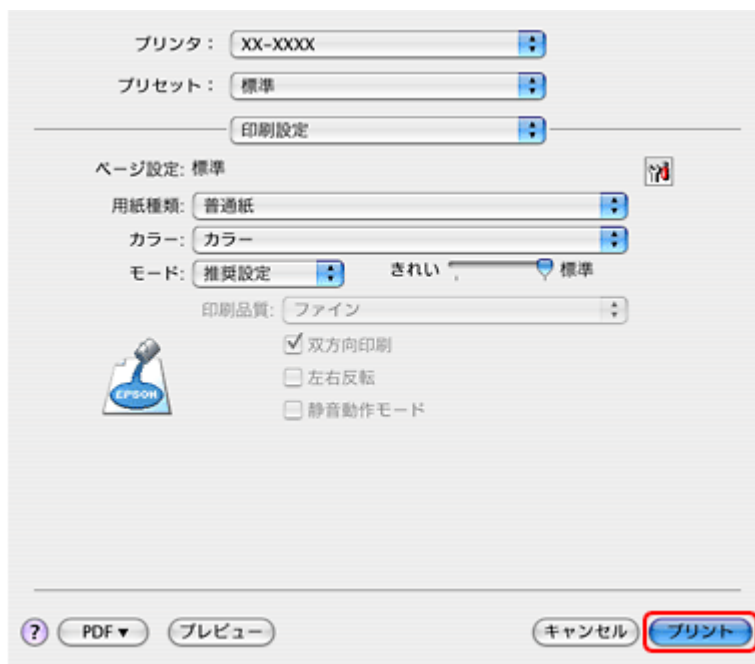 プリンタ： XX-XXXX
プリセット： 標準
印刷設定
ページ設定: 標準
用紙種類: 普通紙
カラー: カラー
モード: 推奨設定 きれい 標準
印刷品質: ファイン
双方向印刷
左右反転
静音動作モード
EPSON
? PDF▼ プレビュー キャンセル プリント